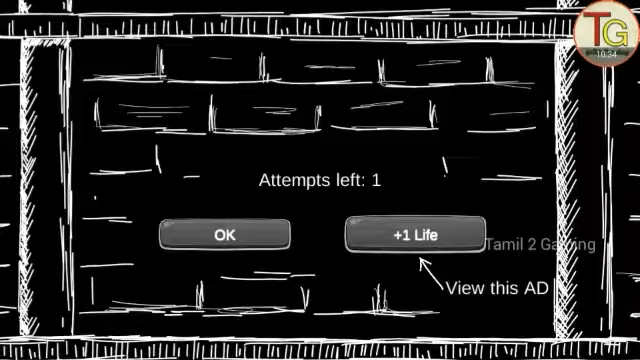 TG
10:34
Attempts left: 1
OK
+1 Life
Tamil 2 Gaming
View this AD